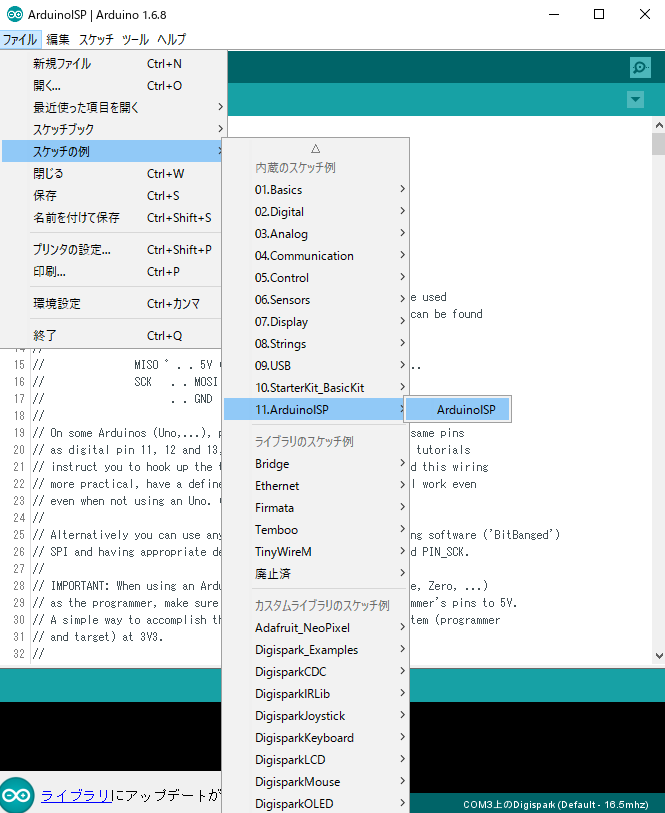 ArduinoISP | Arduino 1.6.8
ファイル 編集 スケッチ ツール ヘルプ
新規ファイル Ctrl+N
開く... Ctrl+O
最近使った項目を開く
スケッチブック
スケッチの例
閉じる Ctrl+W
保存 Ctrl+S
名前を付けて保存 Ctrl+Shift+S
プリンタの設定... Ctrl+Shift+P
印刷... Ctrl+P
環境設定 Ctrl+カンマ
終了 Ctrl+Q
△
内蔵のスケッチ例
01.Basics
02.Digital
03.Analog
04.Communication
05.Control
06.Sensors
07.Display
08.Strings
09.USB
10.StarterKit_BasicKit
11.ArduinoISP
ArduinoISP
ライブラリのスケッチ例
Bridge
Ethernet
Firmata
Temboo
TinyWireM
廃止済
カスタムライブラリのスケッチ例
Adafruit_NeoPixel
Digispark_Examples
DigisparkCDC
DigisparkIRLib
DigisparkJoystick
DigisparkKeyboard
DigisparkLCD
DigisparkMouse
DigisparkOLED
used
can be found
14 //
15 // MISO ° . . 5V ..
16 // SCK . . MOSI
17 // . . GND
18 //
19 // On some Arduinos (Uno,...), same pins
20 // as digital pin 11, 12 and 13, tutorials
21 // instruct you to hook up the this wiring
22 // more practical, have a define work even
23 // even when not using an Uno.
24 //
25 // Alternatively you can use any software ('BitBanged')
26 // SPI and having appropriate PIN_SCK.
27 //
28 // IMPORTANT: When using an Zero, ...)
29 // as the programmer, make sure pins to 5V.
30 // A simple way to accomplish (programmer
31 // and target) at 3V3.
32 //
ライブラリにアップデートが
COM3上のDigispark (Default - 16.5mhz)